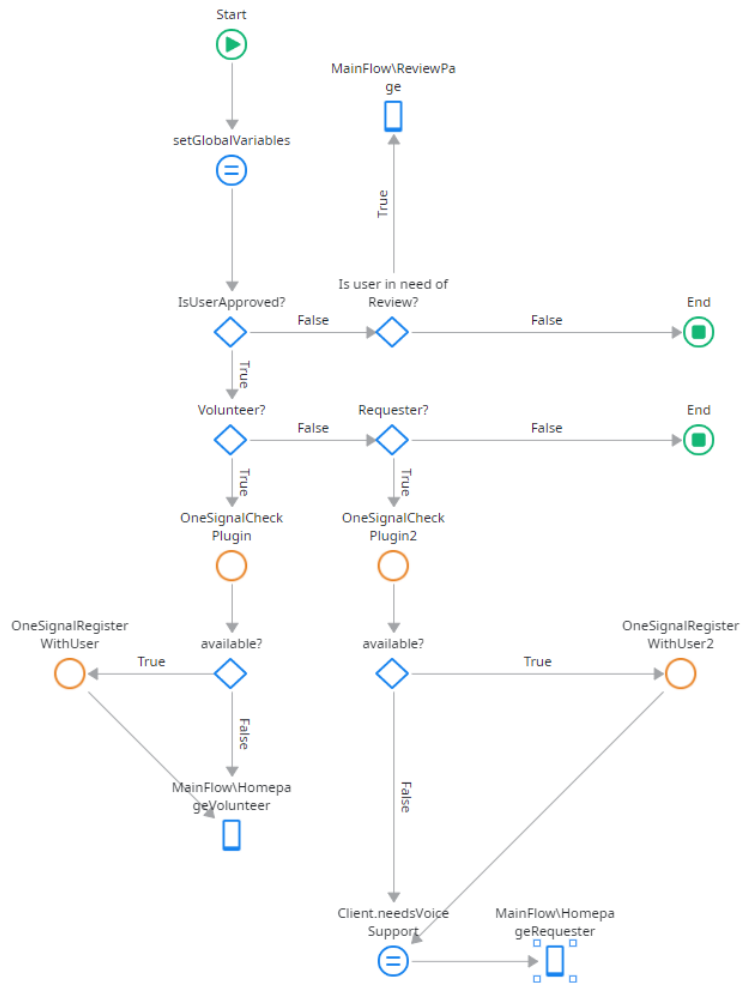 Start
MainFlow\ReviewPa
ge
setGlobalVariables
True
Is user in need of
Review?
IsUserApproved?
End
False
False
True
Volunteer?
Requester?
End
False
False
True
True
OneSignalCheck
Plugin
OneSignalCheck
Plugin2
OneSignalRegister
WithUser
available?
available?
OneSignalRegister
WithUser2
True
True
False
False
MainFlow\Homepa
geVolunteer
Client.needsVoice
Support
MainFlow\Homepa
geRequester